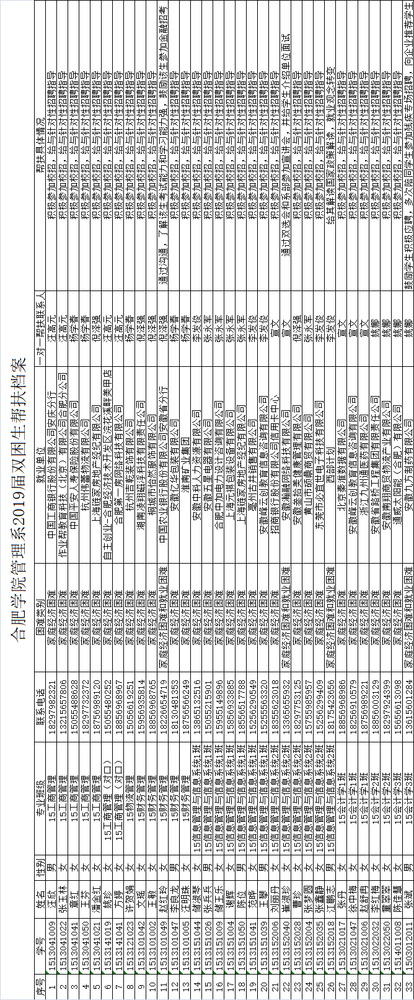 合肥学院管理系2019届双困生帮扶档案
序号 学号 姓名 性别 专业班级 联系电话 困难类别 就业单位 一对一帮扶联系人 帮扶具体情况
1 1513041009 汪欣 男 15工商管理 18297982321 家庭经济困难 中国工商银行股份有限公司安庆分行 汪高元 积极参加校招，给与针对性招聘指导
2 1513041022 张玉林 女 15工商管理 13215657806 家庭经济困难 作业帮教育科技（北京）有限公司合肥分公司 汪高元 积极参加校招，给与针对性招聘指导
3 1513041041 章红 女 15工商管理 15055488628 家庭经济困难 中国平安人寿保险股份有限公司 杨学春 积极参加校招，给与针对性招聘指导
4 1513041050 王芬 女 15工商管理 18297732372 家庭经济困难 杭州伟蕾物流有限公司 杨学春 积极参加校招，给与针对性招聘指导
5 1513041021 潘金红 女 15工商管理 18756989120 家庭经济困难 上海链家房地产经纪有限公司 倪泽强 积极参加校招，给与针对性招聘指导
6 1513141019 姚珍 女 15工商管理（对口） 15055480252 家庭经济困难 自主创业-合肥经济技术开发区浣花溪畔美甲店 汪高元 积极参加校招，给与针对性招聘指导
7 1513141041 方婷 女 15工商管理（对口） 18856968967 家庭经济困难 合肥第一房网络科技有限公司 汪高元 积极参加校招，给与针对性招聘指导
8 1513121023 许贺娟 女 15物流管理 15056619251 家庭经济困难 杭州吉乾装饰有限公司 杨学春 积极参加校招，给与针对性招聘指导
9 1513101042 文瑶 女 15财务管理 15956935814 家庭经济困难 湖南凌翔磁浮科技有限责任公司 倪泽强 积极参加校招，给与针对性招聘指导
10 1513101002 王敏 女 15财务管理 18856968765 家庭经济困难 桐城市怡然服饰有限公司 倪泽强 积极参加校招，给与针对性招聘指导
11 1513101049 赵红玲 女 15财务管理 18226654719 家庭经济困难和就业困难 中国农业银行股份有限公司安徽省分行 倪泽强 通过沟通，了解该生考试能力和学习能力强，鼓励该生参加金融招考
12 1513101047 李良龙 男 15财务管理 18130481353 家庭经济困难 安徽亿华包装有限公司 杨学春 积极参加校招，给与针对性招聘指导
13 1513101005 汪明珠 女 15财务管理 18756566249 家庭经济困难 淮南矿业集团 杨学春 积极参加校招，给与针对性招聘指导
14 1513151044 储淑琴 女 15信息管理与信息系统1班 13865132516 家庭经济困难 安徽中科人力资源有限公司 李发俊 积极参加校招，给与针对性招聘指导
15 1513151026 张兵兵 男 15信息管理与信息系统1班 15055215901 家庭经济困难 安徽五星电器有限公司 张永军 积极参加校招，给与针对性招聘指导
16 1513151050 储王乐 女 15信息管理与信息系统1班 15955149896 家庭经济困难 合肥中加电力设计咨询有限公司 张永军 积极参加校招，给与针对性招聘指导
17 1513151004 谢辉 男 15信息管理与信息系统1班 15856933885 家庭经济困难 上海元祺包装设备有限公司 张永军 积极参加校招，给与针对性招聘指导
18 1513151009 陈位 男 15信息管理与信息系统1班 18556517788 家庭经济困难 上海链家房地产经纪有限公司 张永军 积极参加校招，给与针对性招聘指导
19 1513151041 范晔 女 15信息管理与信息系统1班 15256290549 家庭经济困难 亳州古井销售有限公司 李发俊 积极参加校招，给与针对性招聘指导
20 1513151039 王攀 男 15信息管理与信息系统1班 15255563320 家庭经济困难 安徽峰云创教育信息咨询有限公司 李发俊 积极参加校招，给与针对性招聘指导
21 1513152006 刘丽丹 女 15信息管理与信息系统2班 18355623018 家庭经济困难 招商银行股份有限公司信用卡中心 宣文 积极参加校招，给与针对性招聘指导
22 1513152040 崔淑珍 女 15信息管理与信息系统2班 13365655932 家庭经济困难和就业困难 安徽瀚融网络科技有限公司 宣文 通过双选会和系部参加宣讲会，并给学生介绍单位面试
23 1513152028 曹珍 女 15信息管理与信息系统2班 18297753125 家庭经济困难 安徽金怡美健康管理有限公司 倪泽强 积极参加校招，给与针对性招聘指导
24 1513152004 张梦圆 女 15信息管理与信息系统2班 15755985957 家庭经济困难 黄山市硕鼎商贸有限公司 张永军 积极参加校招，给与针对性招聘指导
25 1513152035 张鑫静 女 15信息管理与信息系统2班 15256299409 家庭经济困难 东莞市必宜世电子科技有限公司 李发俊 积极参加校招，给与针对性招聘指导
26 1513152018 江鹏志 男 15信息管理与信息系统2班 18175423656 家庭经济困难和就业困难 西部计划 李发俊 给其解读国家政策解读，就业观念转变
27 1513021017 张丹 女 15会计学1班 18856968986 家庭经济困难 北京秦淮数据有限公司 宣文 积极参加校招，给与针对性招聘指导
28 1513021047 徐中梅 女 15会计学1班 18256910579 家庭经济困难 安徽峰云创教育信息咨询有限公司 宣文 积极参加校招，给与针对性招聘指导
29 1513021006 赵舒冉 女 15会计学1班 18756989221 家庭经济困难 浙江九州通医药有限公司 宣文 积极参加校招，给与针对性招聘指导
30 1513022032 李红梅 女 15会计学2班 18858003129 家庭经济困难 安徽省路桥工程集团有限责任公司 姚娜 积极参加校招，给与针对性招聘指导
31 1513022050 董翠翠 女 15会计学2班 18297924399 家庭经济困难 安徽南翔商贸物流产业有限公司 姚娜 积极参加校招，给与针对性招聘指导
32 1514011008 陈佳慧 女 15会计学3班 15656613098 家庭经济困难 通威太阳能（合肥）有限公司 姚娜 积极参加校招，给与针对性招聘指导
33 1503012011 张斌 男 15会计学3班 13615601284 家庭经济困难和就业困难 安徽九方制药有限公司 姚娜 鼓励学生积极应聘，多次陪同学生参加残疾专场招聘，向企业推荐学生